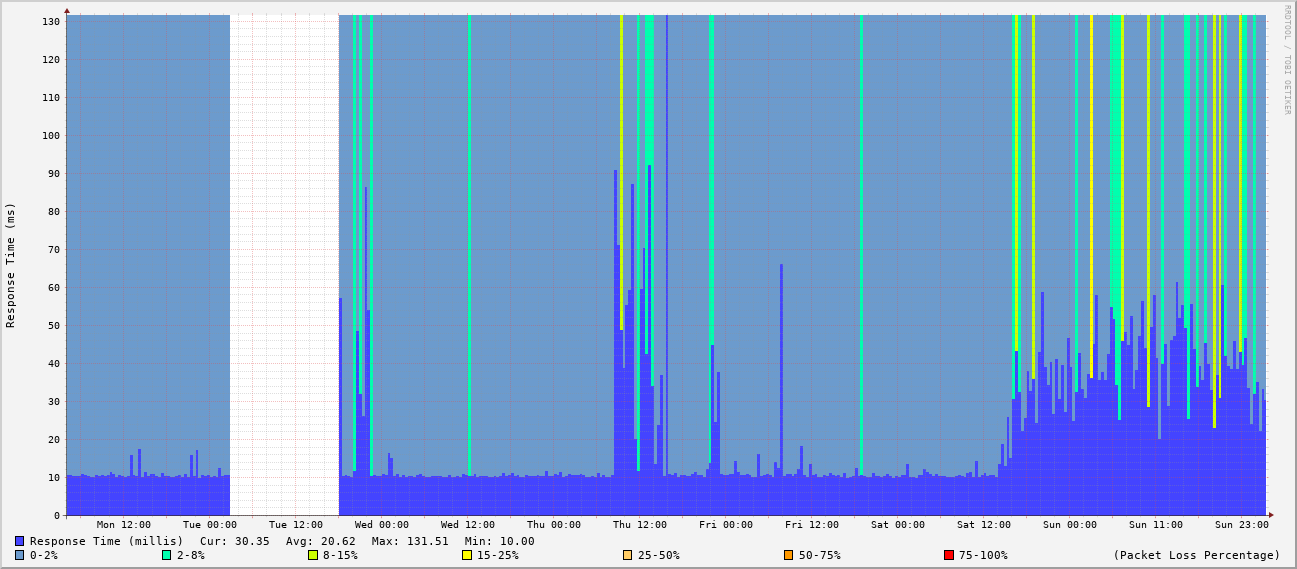 RRDTOOL / TOBI OETIKER
Response Time (ms)
130
120
110
100
90
80
70
60
50
40
30
20
10
0
Mon 12:00 Tue 00:00 Tue 12:00 Wed 00:00 Wed 12:00 Thu 00:00 Thu 12:00 Fri 00:00 Fri 12:00 Sat 00:00 Sat 12:00 Sun 00:00 Sun 11:00 Sun 23:00
Response Time (millis) Cur: 30.35 Avg: 20.62 Max: 131.51 Min: 10.00
0-2% 2-8% 8-15% 15-25% 25-50% 50-75% 75-100% (Packet Loss Percentage)